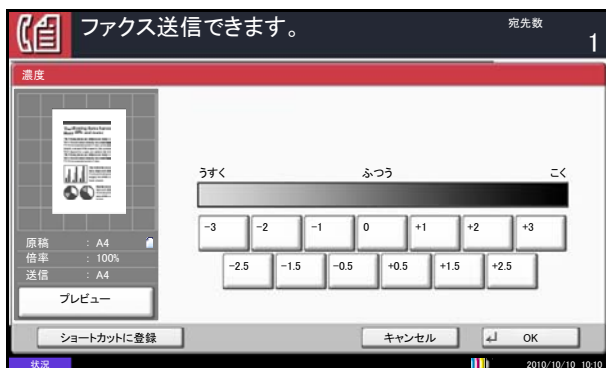 ファクス送信できます。
宛先数
1
濃度
うすく ふつう こく
-3 -2 -1 0 +1 +2 +3
-2.5 -1.5 -0.5 +0.5 +1.5 +2.5
原稿 : A4
倍率 : 100%
送信 : A4
プレビュー
ショートカットに登録
キャンセル
OK
状況
2010/10/10 10:10